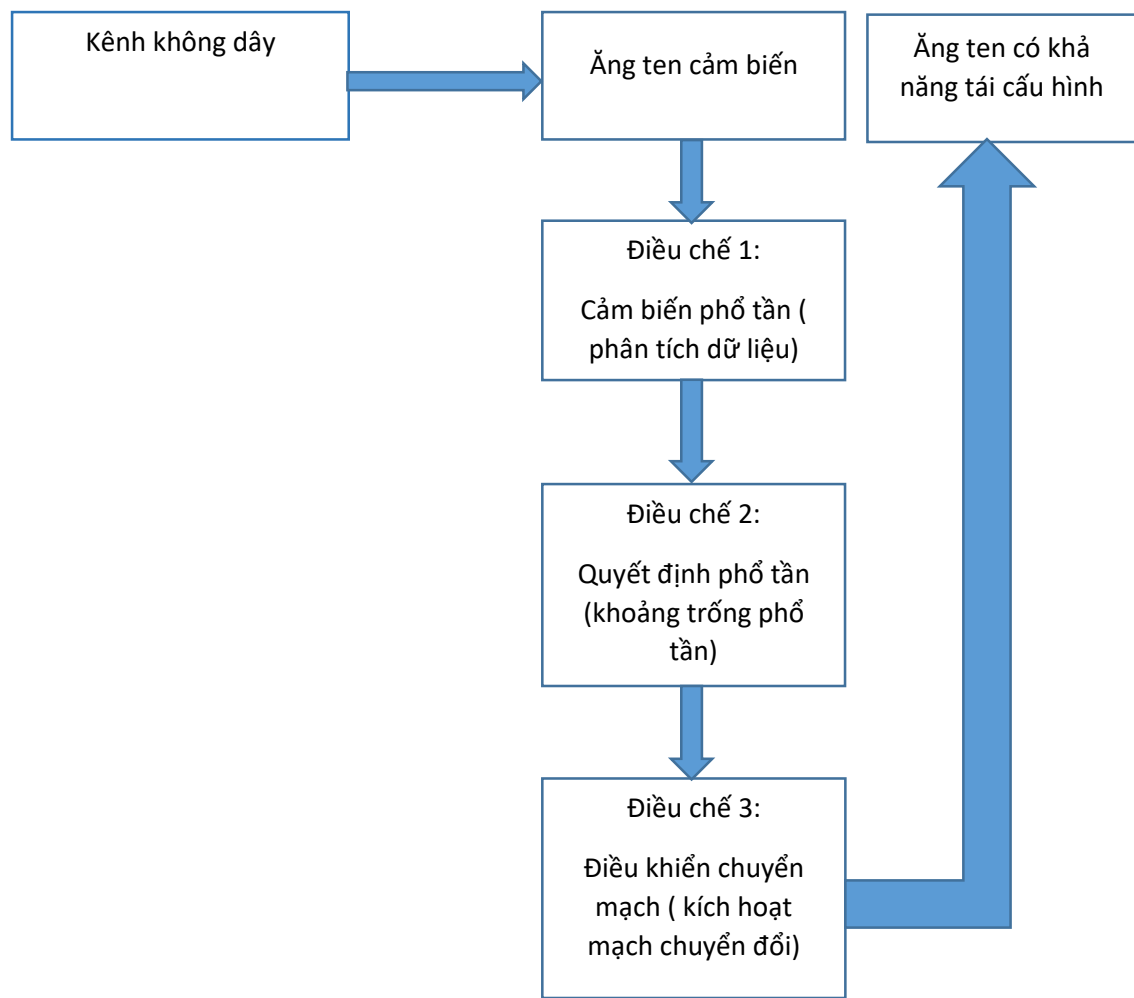 Kênh không dây
Ăng ten cảm biến
Ăng ten có khả
năng tái cấu hình
Điều chế 1:
Cảm biến phổ tần (
phân tích dữ liệu)
Điều chế 2:
Quyết định phổ tần
(khoảng trống phổ
tần)
Điều chế 3:
Điều khiển chuyển
mạch ( kích hoạt
mạch chuyển đổi)